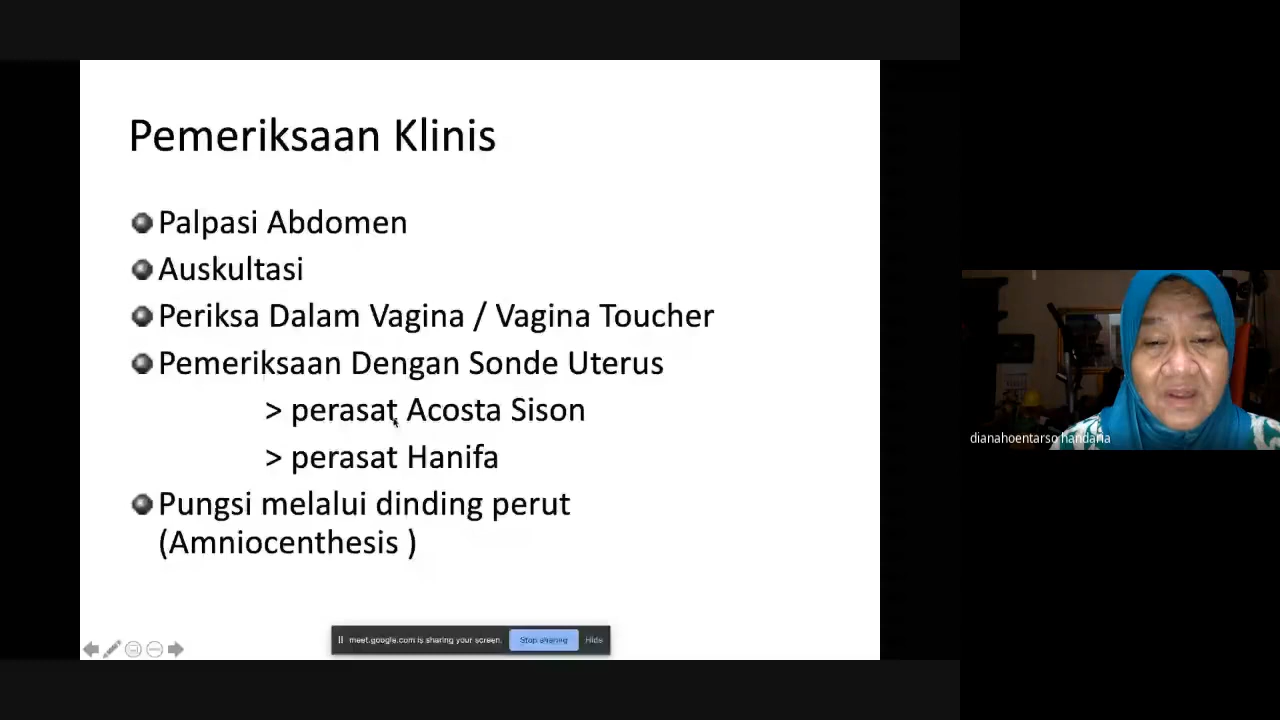 Pemeriksaan Klinis
Palpasi Abdomen
Auskultasi
Periksa Dalam Vagina / Vagina Toucher
Pemeriksaan Dengan Sonde Uterus
> perasat Acosta Sison
> perasat Hanifa
Pungsi melalui dinding perut
(Amniocenthesis )
meet.google.com is sharing your screen. Stop sharing Hide
dianahoentarso handaria